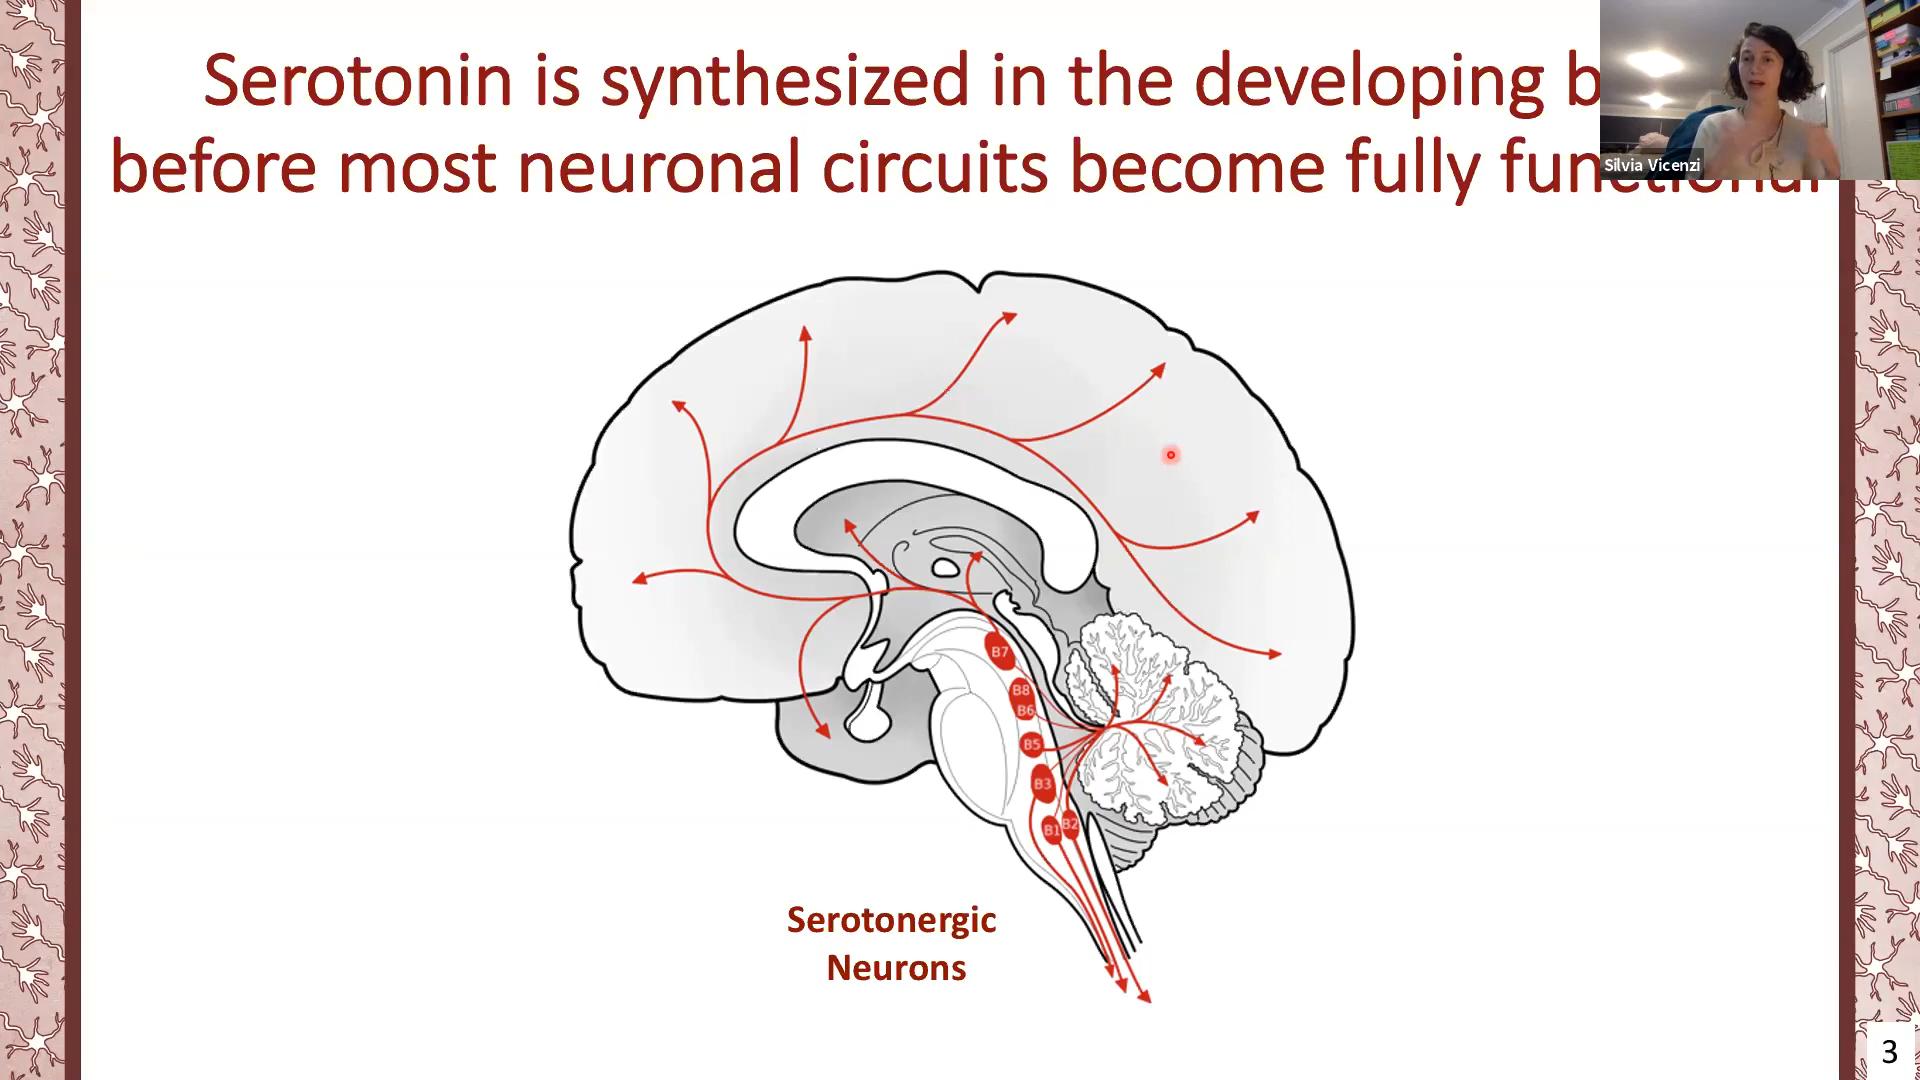 Serotonin is synthesized in the developing
before most neuronal circuits become fully functional
Silvia Vicenzi
B7
B8
B6
B5
B3
B1
B2
Serotonergic
Neurons
3